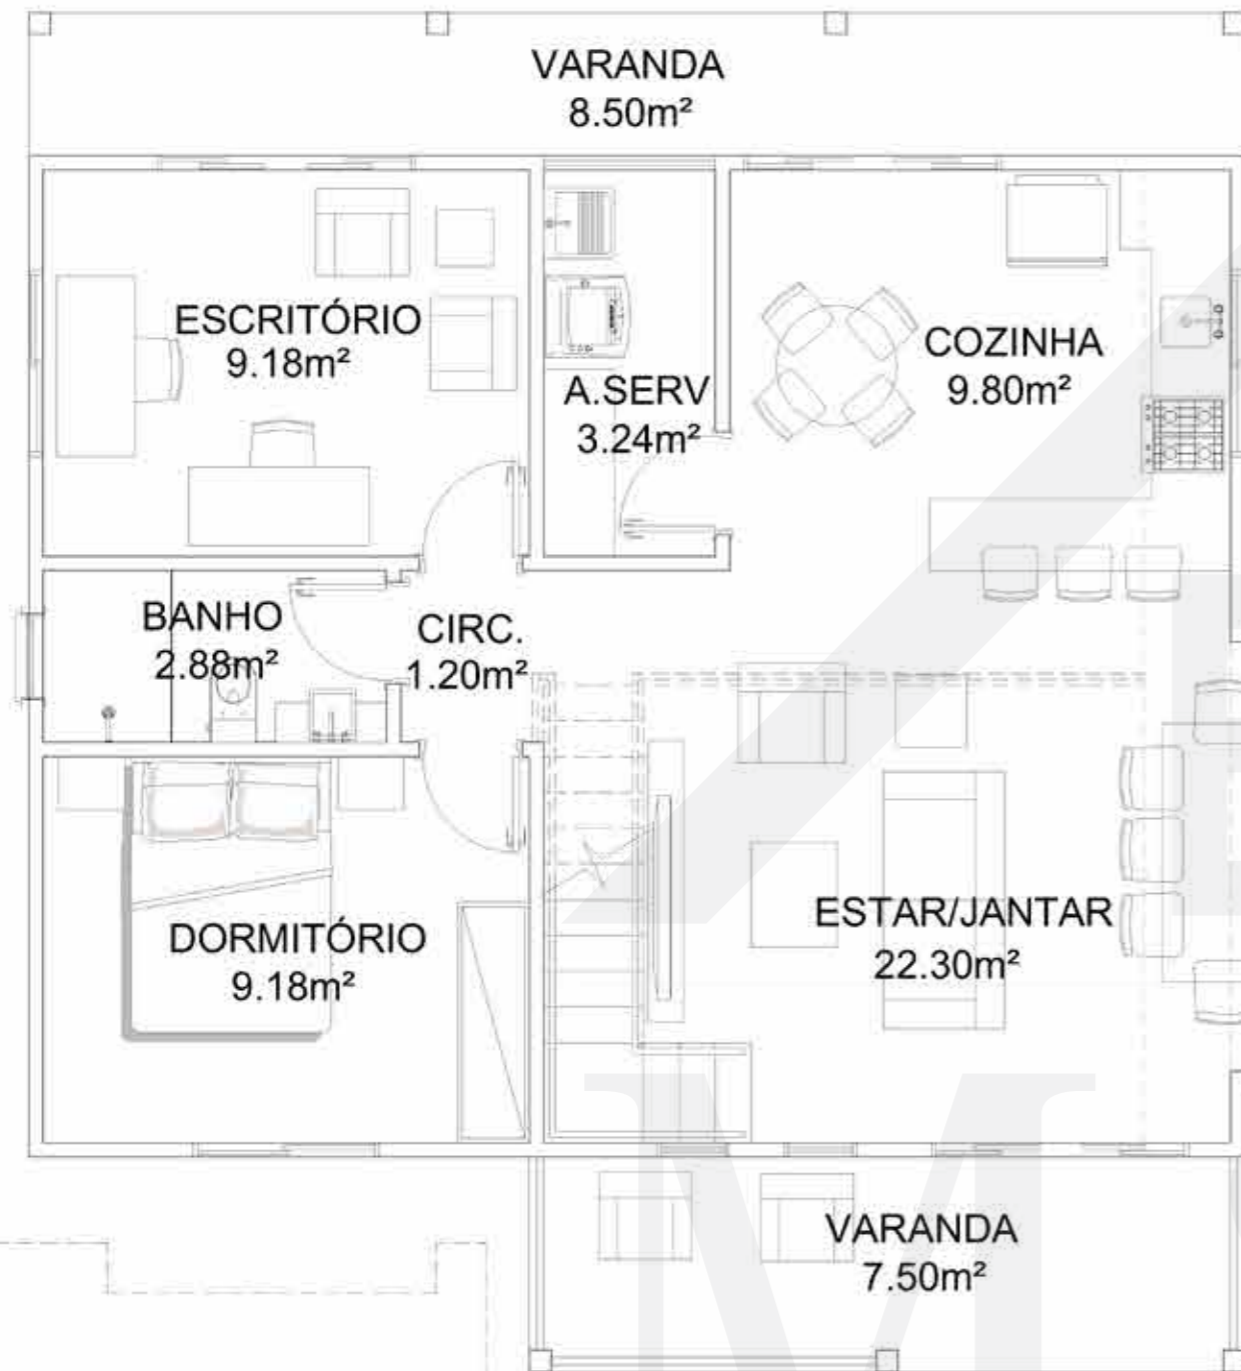 VARANDA
8.50m²
ESCRITÓRIO
9.18m²
A.SERV
3.24m²
COZINHA
9.80m²
BANHO
2.88m²
CIRC.
1.20m²
DORMITÓRIO
9.18m²
ESTAR/JANTAR
22.30m²
VARANDA
7.50m²
M